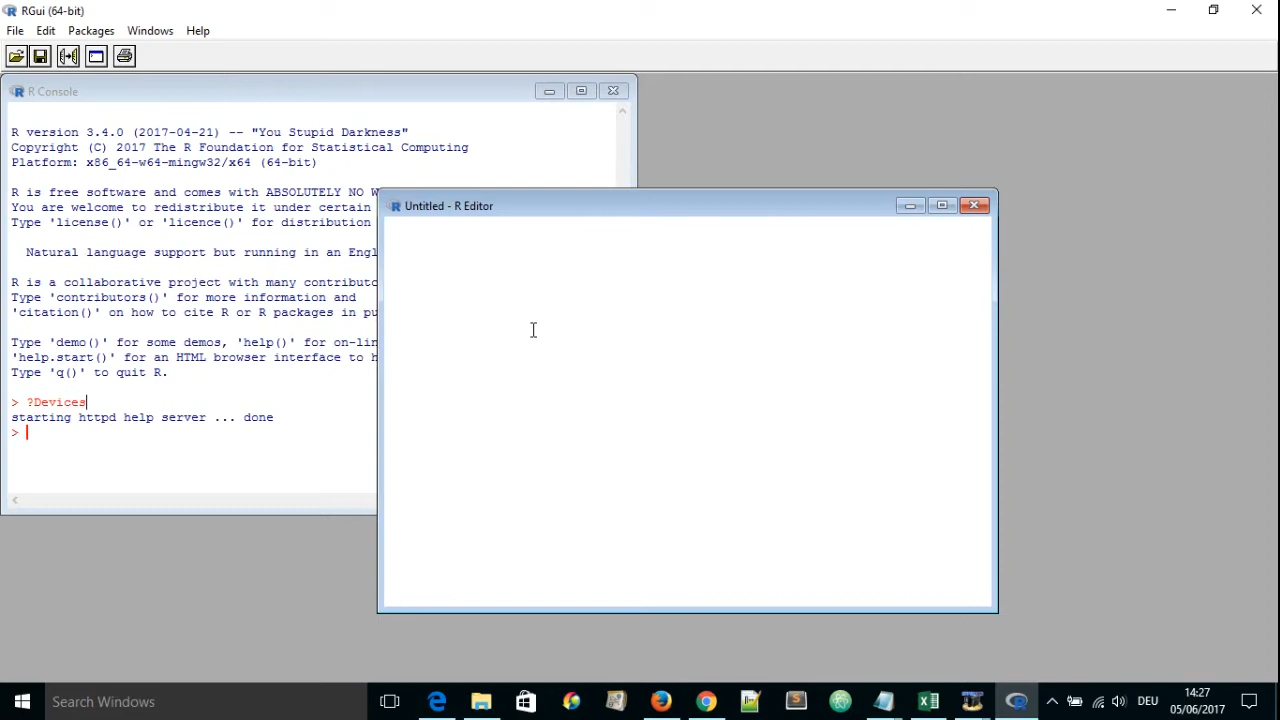 RGui (64-bit)
File Edit Packages Windows Help
R Console
R version 3.4.0 (2017-04-21) -- "You Stupid Darkness"
Copyright (C) 2017 The R Foundation for Statistical Computing
Platform: x86_64-w64-mingw32/x64 (64-bit)
R is free software and comes with ABSOLUTELY NO W
You are welcome to redistribute it under certain
Type 'license()' or 'licence()' for distribution
Natural language support but running in an Engl
R is a collaborative project with many contributo
Type 'contributors()' for more information and
'citation()' on how to cite R or R packages in pu
Type 'demo()' for some demos, 'help()' for on-lin
'help.start()' for an HTML browser interface to h
Type 'q()' to quit R.
> ?Devices
starting httpd help server ... done
>
Untitled - R Editor
Search Windows
DEU
14:27
05/06/2017